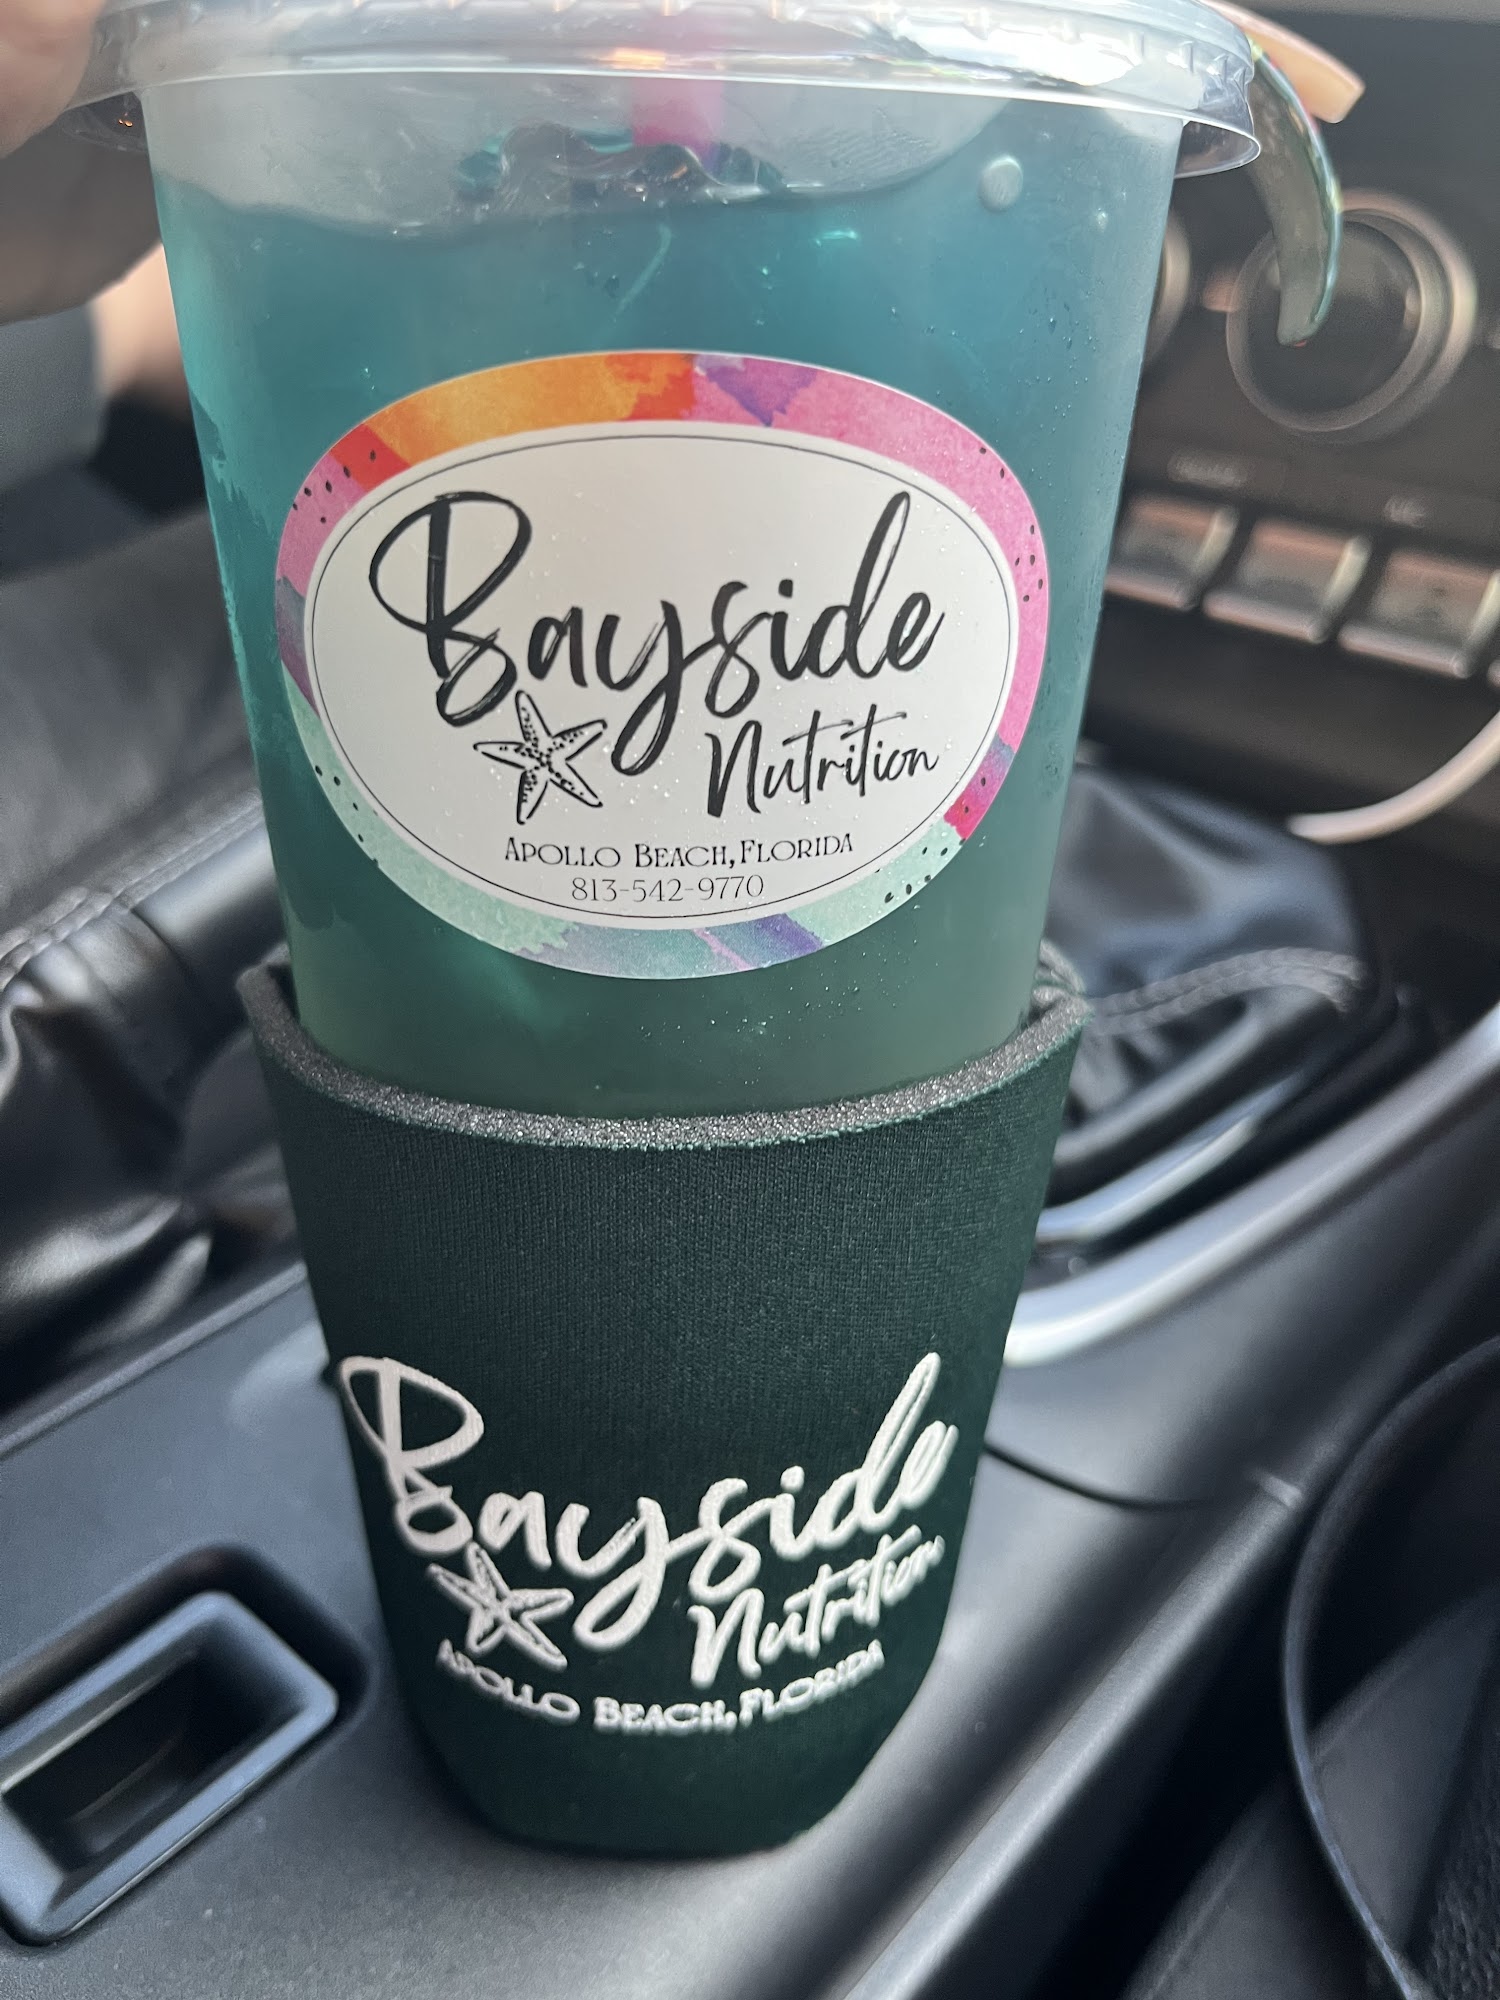 Bayside
Nutrition
APOLLO BEACH, FLORIDA
813-542-9770
Bayside
Nutrition
APOLLO BEACH, FLORIDA